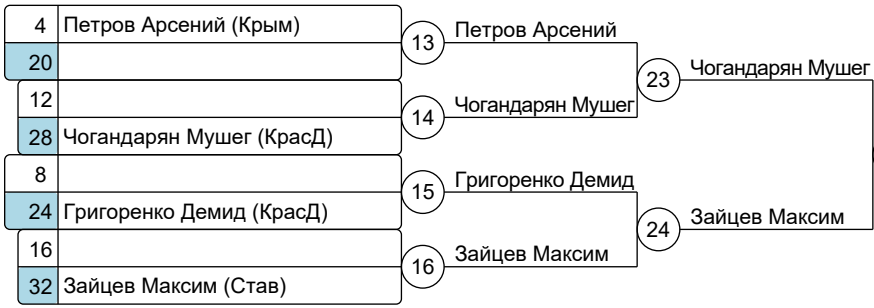 4 Петров Арсений (Крым)
20
13 Петров Арсений
12
28 Чогандарян Мушег (КрасД)
14 Чогандарян Мушег
23 Чогандарян Мушег
8
24 Григоренко Демид (КрасД)
15 Григоренко Демид
16
32 Зайцев Максим (Став)
16 Зайцев Максим
24 Зайцев Максим